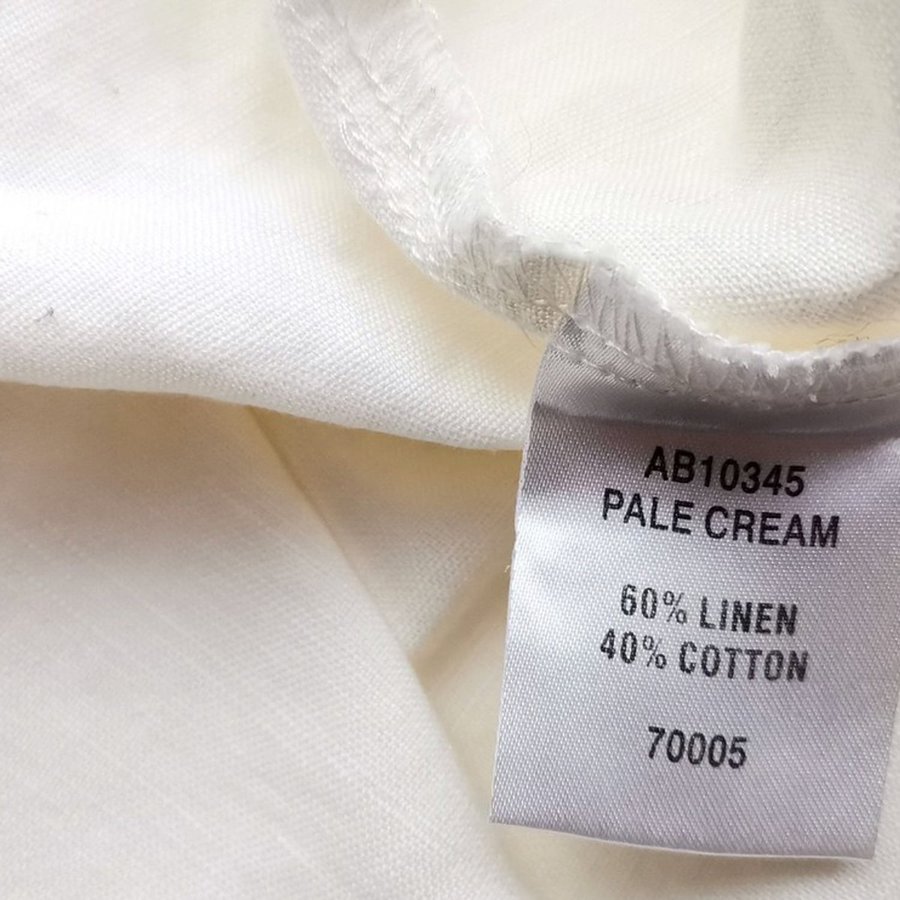 AB10345
PALE CREAM
60% LINEN
40% COTTON
70005